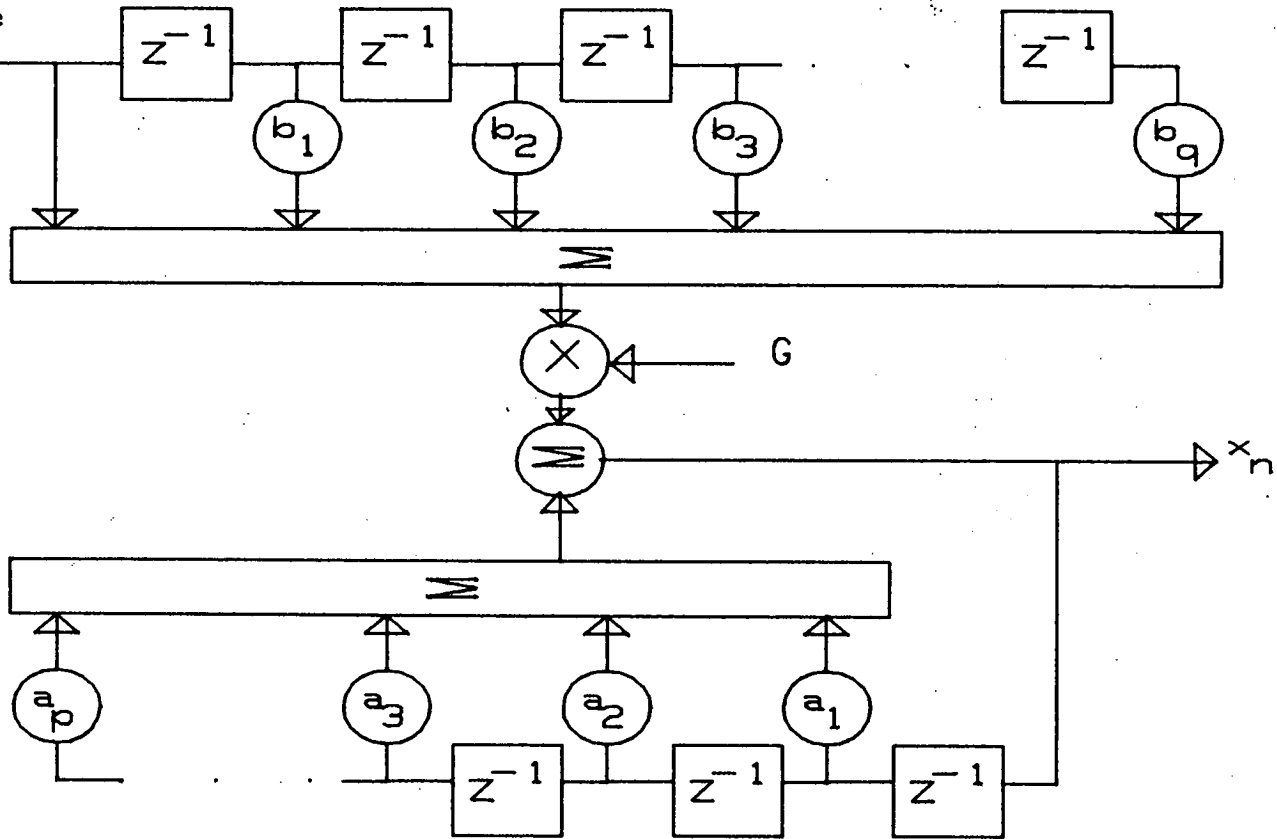 e
z⁻¹ z⁻¹ z⁻¹ z⁻¹
b₁ b₂ b₃ b_q
Σ
× G
Σ xₙ
Σ
a_p a₃ a₂ a₁
z⁻¹ z⁻¹ z⁻¹